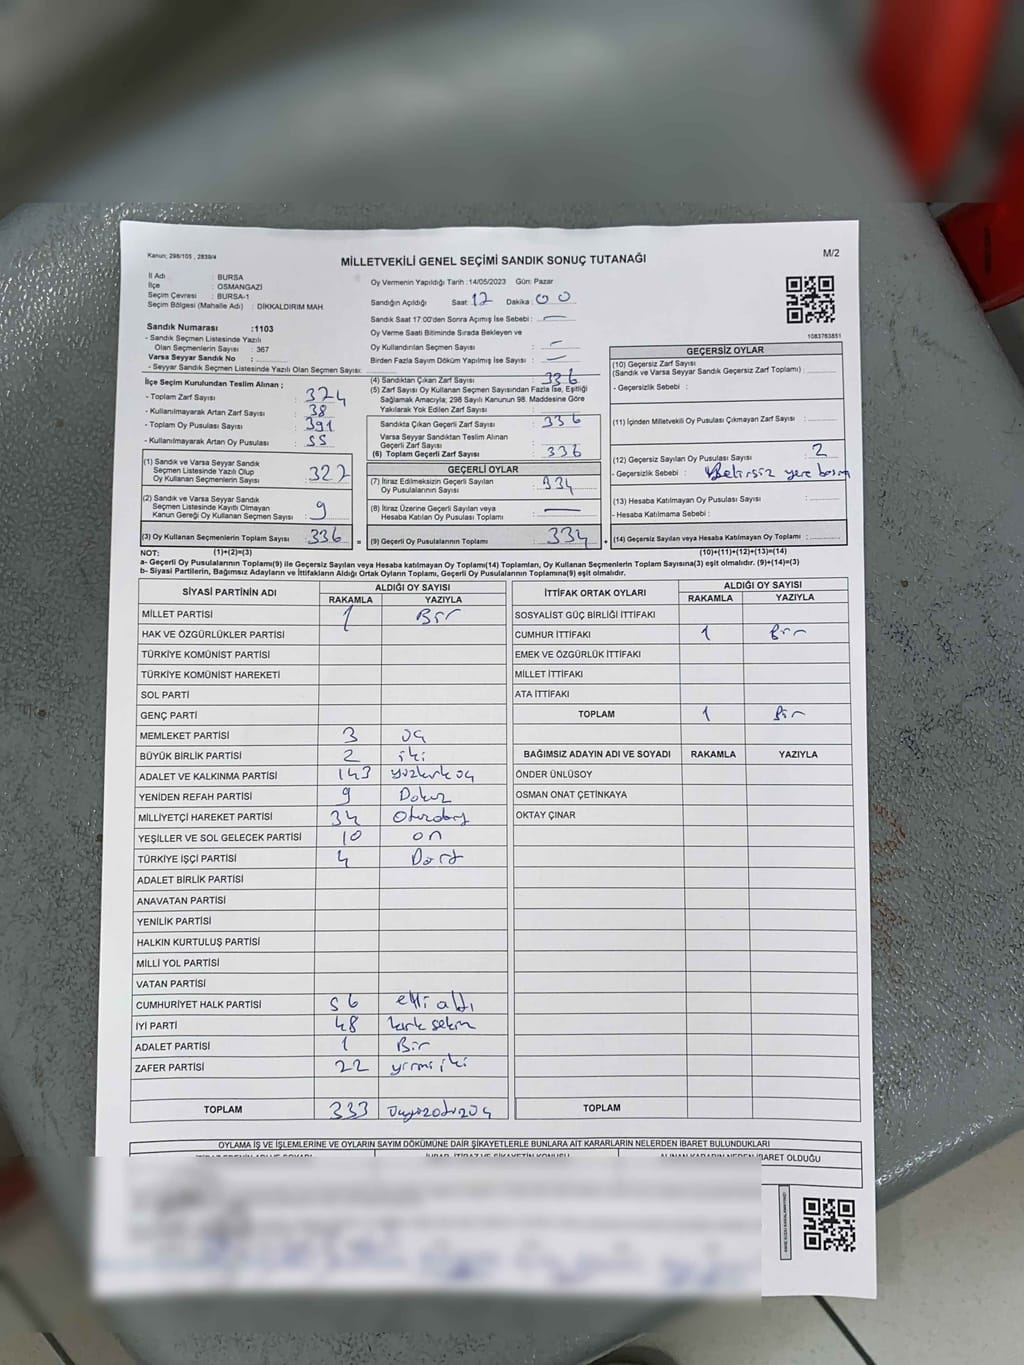 Kanun; 298/105 , 2839/4
M/2
MİLLETVEKİLİ GENEL SEÇİMİ SANDIK SONUÇ TUTANAĞI
İl Adı : BURSA
İlçe : OSMANGAZİ
Seçim Çevresi : BURSA-1
Seçim Bölgesi (Mahalle Adı) : DİKKALDIRIM MAH.
Sandık Numarası :1103
- Sandık Seçmen Listesinde Yazılı
Olan Seçmenlerin Sayısı : 367
Varsa Seyyar Sandık No :
- Seyyar Sandık Seçmen Listesinde Yazılı Olan Seçmen Sayısı:
Oy Vermenin Yapıldığı Tarih :14/05/2023 Gün: Pazar
Sandığın Açıldığı Saat: 17 Dakika: 00
Sandık Saat 17:00'den Sonra Açımış İse Sebebi : —
Oy Verme Saati Bitiminde Sırada Bekleyen ve
Oy Kullandırılan Seçmen Sayısı : —
Birden Fazla Sayım Döküm Yapılmış İse Sayısı : —
1083763851
İlçe Seçim Kurulundan Teslim Alınan ;
- Toplam Zarf Sayısı : 374
- Kullanılmayarak Artan Zarf Sayısı : 38
- Toplam Oy Pusulası Sayısı : 391
- Kullanılmayarak Artan Oy Pusulası : 55
(1) Sandık ve Varsa Seyyar Sandık
Seçmen Listesinde Yazılı Olup
Oy Kullanan Seçmenlerin Sayısı : 327
(2) Sandık ve Varsa Seyyar Sandık
Seçmen Listesinde Kayıtlı Olmayan
Kanun Gereği Oy Kullanan Seçmen Sayısı : 9
(3) Oy Kullanan Seçmenlerin Toplam Sayısı : 336
(4) Sandıktan Çıkan Zarf Sayısı : 336
(5) Zarf Sayısı Oy Kullanan Seçmen Sayısından Fazla İse, Eşitliği
Sağlamak Amacıyla; 298 Sayılı Kanunun 98. Maddesine Göre
Yakılarak Yok Edilen Zarf Sayısı :
Sandıkta Çıkan Geçerli Zarf Sayısı : 336
Varsa Seyyar Sandıktan Teslim Alınan
Geçerli Zarf Sayısı :
(6) Toplam Geçerli Zarf Sayısı : 336
GEÇERLİ OYLAR
(7) İtiraz Edilmeksizin Geçerli Sayılan
Oy Pusulalarının Sayısı : 334
(8) İtiraz Üzerine Geçerli Sayılan veya
Hesaba Katılan Oy Pusulası Toplamı : —
= (9) Geçerli Oy Pusulalarının Toplamı : 334 +
GEÇERSİZ OYLAR
(10) Geçersiz Zarf Sayısı
(Sandık ve Varsa Seyyar Sandık Geçersiz Zarf Toplamı) :
- Geçersizlik Sebebi :
(11) İçinden Milletvekili Oy Pusulası Çıkmayan Zarf Sayısı :
(12) Geçersiz Sayılan Oy Pusulası Sayısı : 2
- Geçersizlik Sebebi : Belirsiz yere basım
(13) Hesaba Katılmayan Oy Pusulası Sayısı :
- Hesaba Katılmama Sebebi :
(14) Geçersiz Sayılan veya Hesaba Katılmayan Oy Toplamı :
NOT: (1)+(2)=(3) (10)+(11)+(12)+(13)=(14)
a- Geçerli Oy Pusulalarının Toplamı(9) ile Geçersiz Sayılan veya Hesaba katılmayan Oy Toplamı(14) Toplamları, Oy Kullanan Seçmenlerin Toplam Sayısına(3) eşit olmalıdır. (9)+(14)=(3)
b- Siyasi Partilerin, Bağımsız Adayların ve İttifakların Aldığı Ortak Oyların Toplamı, Geçerli Oy Pusulalarının Toplamına(9) eşit olmalıdır.
SİYASİ PARTİNİN ADI ALDIĞI OY SAYISI
RAKAMLA YAZIYLA
MİLLET PARTİSİ 1 Bir
HAK VE ÖZGÜRLÜKLER PARTİSİ
TÜRKİYE KOMÜNİST PARTİSİ
TÜRKİYE KOMÜNİST HAREKETİ
SOL PARTİ
GENÇ PARTİ
MEMLEKET PARTİSİ 3 üç
BÜYÜK BİRLİK PARTİSİ 2 iki
ADALET VE KALKINMA PARTİSİ 143 yüzkırk üç
YENİDEN REFAH PARTİSİ 9 Dokuz
MİLLİYETÇİ HAREKET PARTİSİ 34 Otuzdört
YEŞİLLER VE SOL GELECEK PARTİSİ 10 on
TÜRKİYE İŞÇİ PARTİSİ 4 Dört
ADALET BİRLİK PARTİSİ
ANAVATAN PARTİSİ
YENİLİK PARTİSİ
HALKIN KURTULUŞ PARTİSİ
MİLLİ YOL PARTİSİ
VATAN PARTİSİ
CUMHURİYET HALK PARTİSİ 56 elli altı
İYİ PARTİ 48 kırk sekiz
ADALET PARTİSİ 1 Bir
ZAFER PARTİSİ 22 yirmi iki
TOPLAM 333 üçyüzotuzüç
İTTİFAK ORTAK OYLARI ALDIĞI OY SAYISI
RAKAMLA YAZIYLA
SOSYALİST GÜÇ BİRLİĞİ İTTİFAKI
CUMHUR İTTİFAKI 1 Bir
EMEK VE ÖZGÜRLÜK İTTİFAKI
MİLLET İTTİFAKI
ATA İTTİFAKI
TOPLAM 1 Bir
BAĞIMSIZ ADAYIN ADI VE SOYADI RAKAMLA YAZIYLA
ÖNDER ÜNLÜSOY
OSMAN ONAT ÇETİNKAYA
OKTAY ÇINAR
TOPLAM
OYLAMA İŞ VE İŞLEMLERİNE VE OYLARIN SAYIM DÖKÜMÜNE DAİR ŞİKAYETLERLE BUNLARA AİT KARARLARIN NELERDEN İBARET BULUNDUKLARI
ALINAN KARARIN NEDEN İBARET OLDUĞU